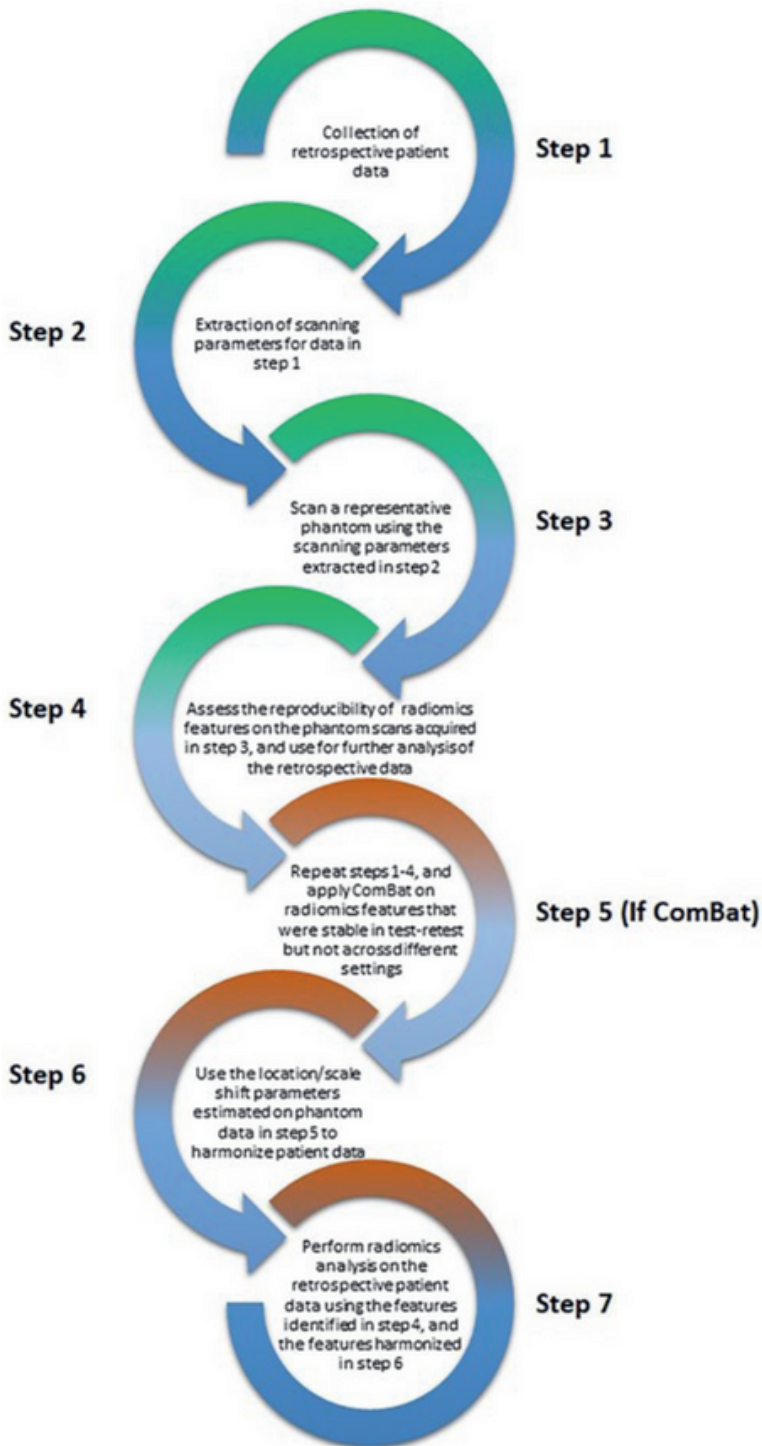 Collection of
retrospective patient
data
Step 1
Step 2
Extraction of scanning
parameters for data in
step 1
Scan a representative
phantom using the
scanning parameters
extracted in step 2
Step 3
Step 4
Assess the reproducibility of radiomics
features on the phantom scans acquired
in step 3, and use for further analysis of
the retrospective data
Repeat steps 1-4, and
apply ComBat on
radiomics features that
were stable in test-retest
but not across different
settings
Step 5 (If ComBat)
Step 6
Use the location/scale
shift parameters
estimated on phantom
data in step 5 to
harmonize patient data
Perform radiomics
analysis on the
retrospective patient
data using the features
identified in step 4, and
the features harmonized
in step 6
Step 7